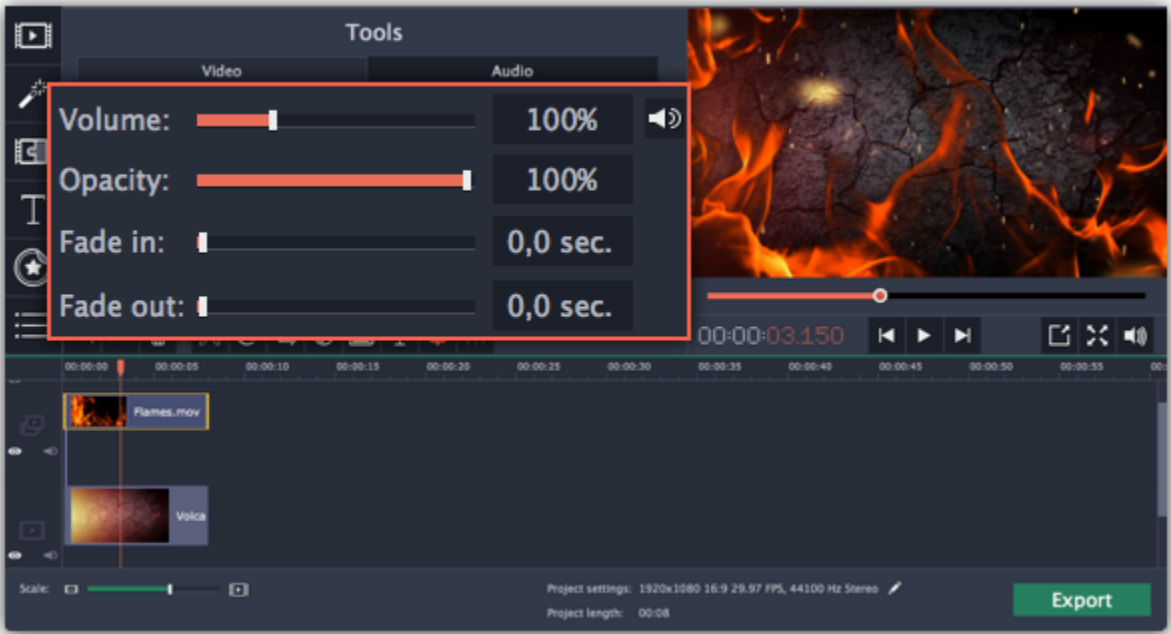 Tools
Video Audio
Volume: 100%
Opacity: 100%
Fade in: 0,0 sec.
Fade out: 0,0 sec.
T
00:00:03.150
00:00:00 00:00:05 00:00:10 00:00:15 00:00:20 00:00:25 00:00:30 00:00:35 00:00:40 00:00:45 00:00:50 00:00:55 00:
Flames.mov
Volca
Scale:
Project settings: 1920x1080 16:9 29.97 FPS, 44100 Hz Stereo
Project length: 00:08
Export